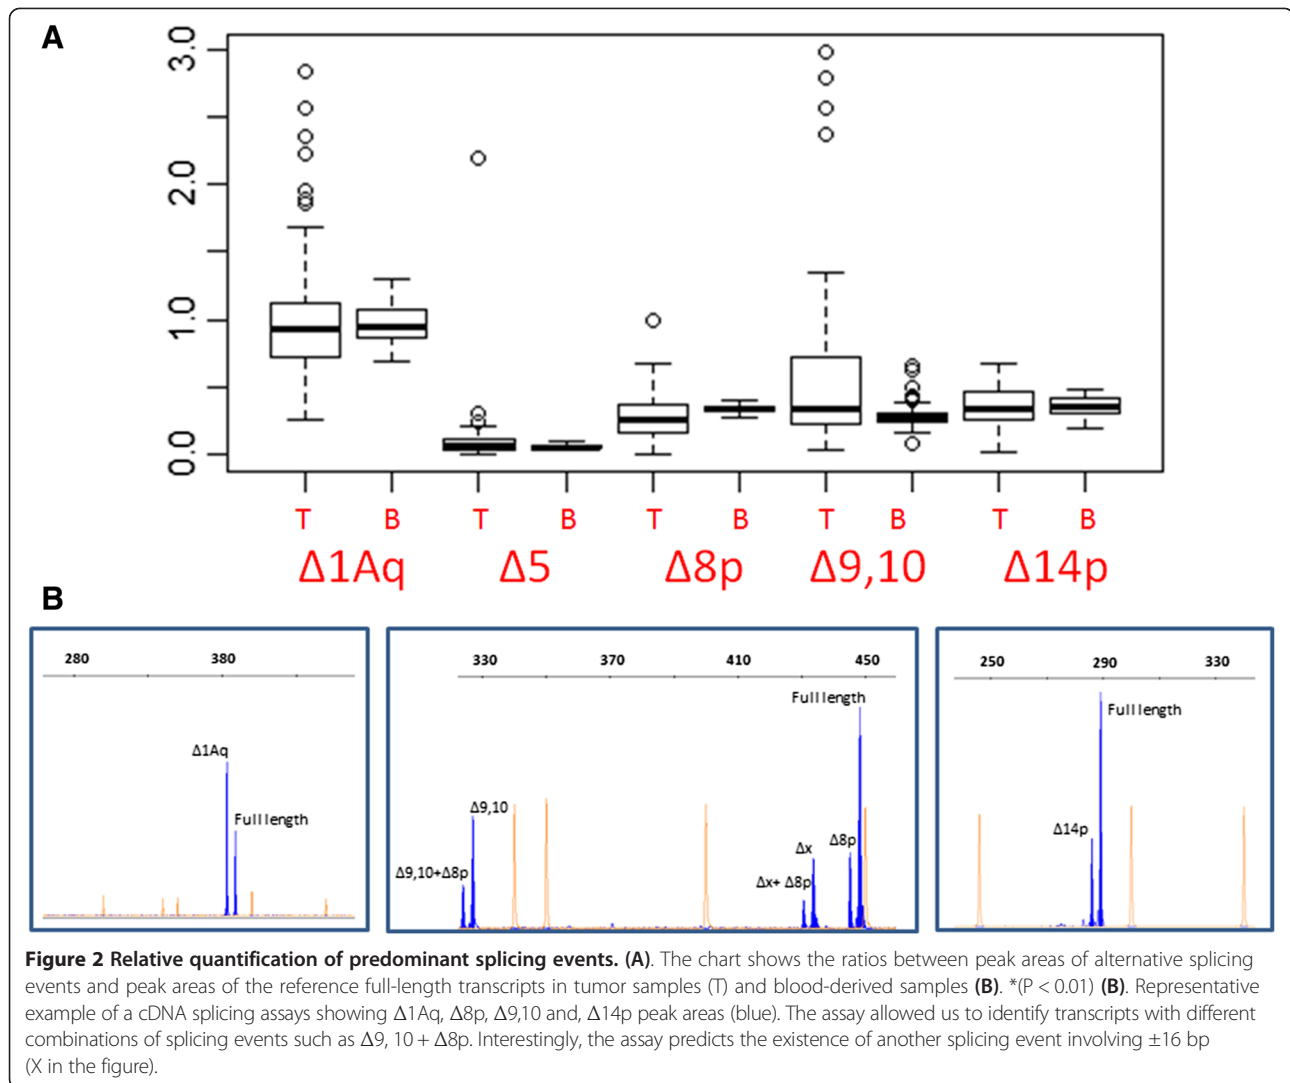 A
3.0
2.0
1.0
0.0
T B T B T B T B T B
Δ1Aq Δ5 Δ8p Δ9,10 Δ14p
B
280 380
Δ1Aq
Full length
330 370 410 450
Full length
Δ9,10
Δ9,10+Δ8p
Δx
Δx+ Δ8p
Δ8p
250 290 330
Full length
Δ14p
Figure 2 Relative quantification of predominant splicing events. (A). The chart shows the ratios between peak areas of alternative splicing
events and peak areas of the reference full-length transcripts in tumor samples (T) and blood-derived samples (B). *(P < 0.01) (B). Representative
example of a cDNA splicing assays showing Δ1Aq, Δ8p, Δ9,10 and, Δ14p peak areas (blue). The assay allowed us to identify transcripts with different
combinations of splicing events such as Δ9, 10 + Δ8p. Interestingly, the assay predicts the existence of another splicing event involving ±16 bp
(X in the figure).